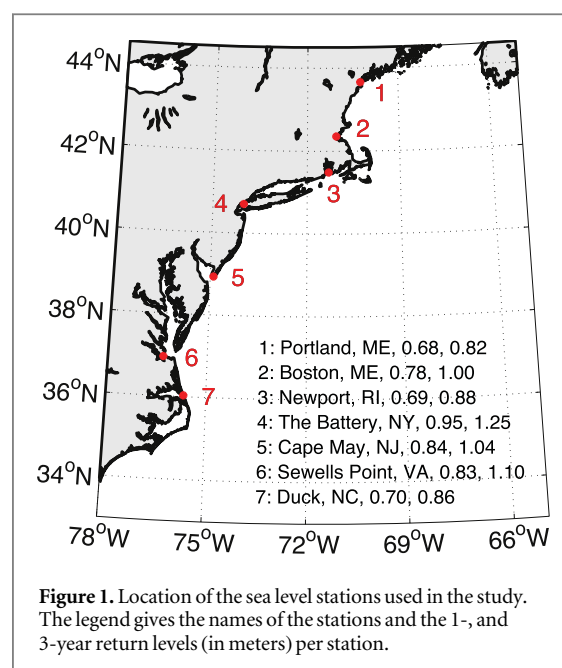 44°N
1
2
42°N
3
4
40°N
5
38°N
1: Portland, ME, 0.68, 0.82
6
2: Boston, ME, 0.78, 1.00
3: Newport, RI, 0.69, 0.88
36°N
7
4: The Battery, NY, 0.95, 1.25
5: Cape May, NJ, 0.84, 1.04
6: Sewells Point, VA, 0.83, 1.10
34°N
7: Duck, NC, 0.70, 0.86
78°W 75°W 72°W 69°W 66°W
Figure 1. Location of the sea level stations used in the study.
The legend gives the names of the stations and the 1-, and
3-year return levels (in meters) per station.